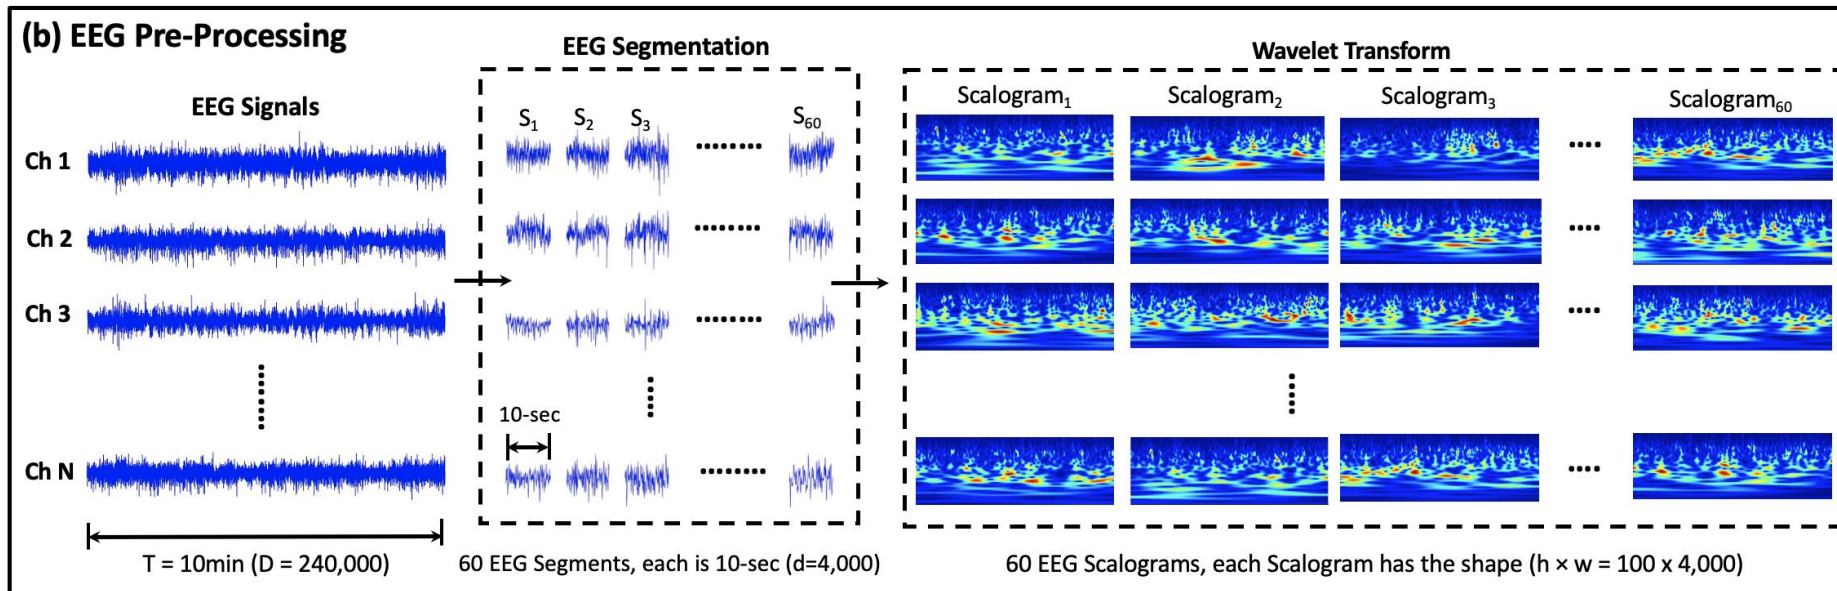 (b) EEG Pre-Processing
EEG Signals
Ch 1
Ch 2
Ch 3
Ch N
T = 10min (D = 240,000)
EEG Segmentation
S₁ S₂ S₃ S₆₀
10-sec
60 EEG Segments, each is 10-sec (d=4,000)
Wavelet Transform
Scalogram₁ Scalogram₂ Scalogram₃ Scalogram₆₀
60 EEG Scalograms, each Scalogram has the shape (h × w = 100 x 4,000)